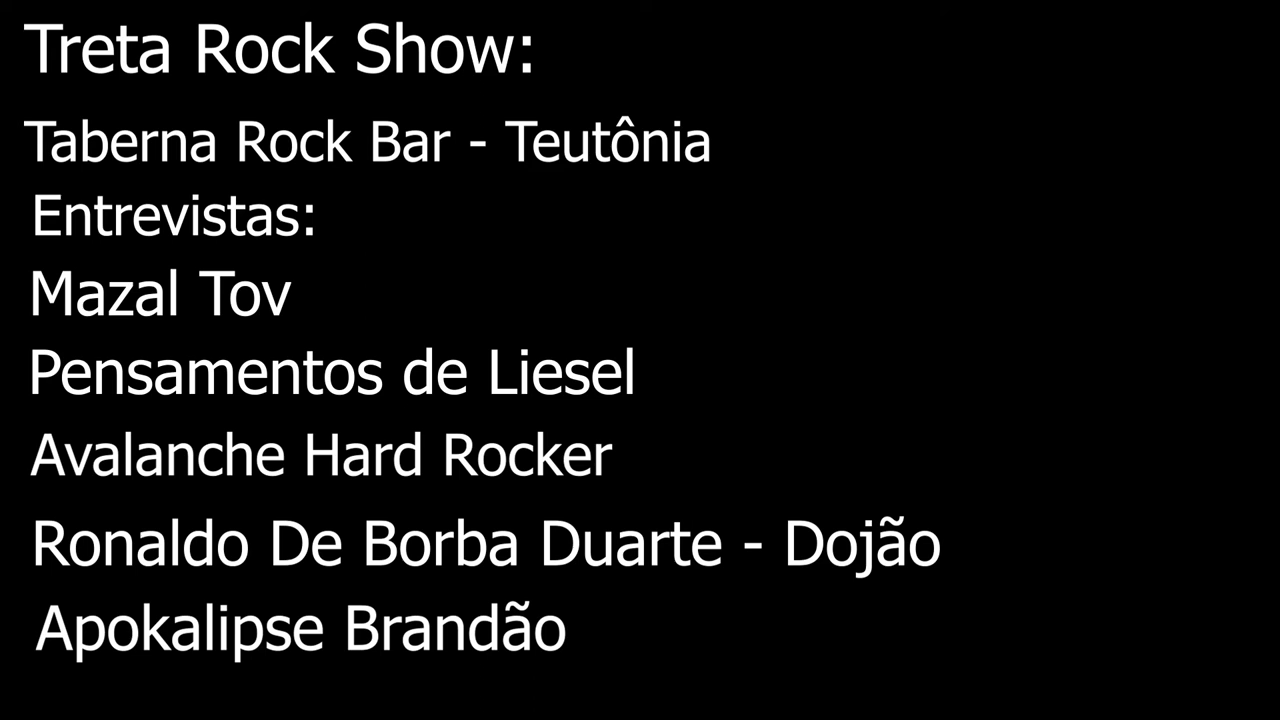 Treta Rock Show:
Taberna Rock Bar - Teutônia
Entrevistas:
Mazal Tov
Pensamentos de Liesel
Avalanche Hard Rocker
Ronaldo De Borba Duarte - Dojão
Apokalipse Brandão